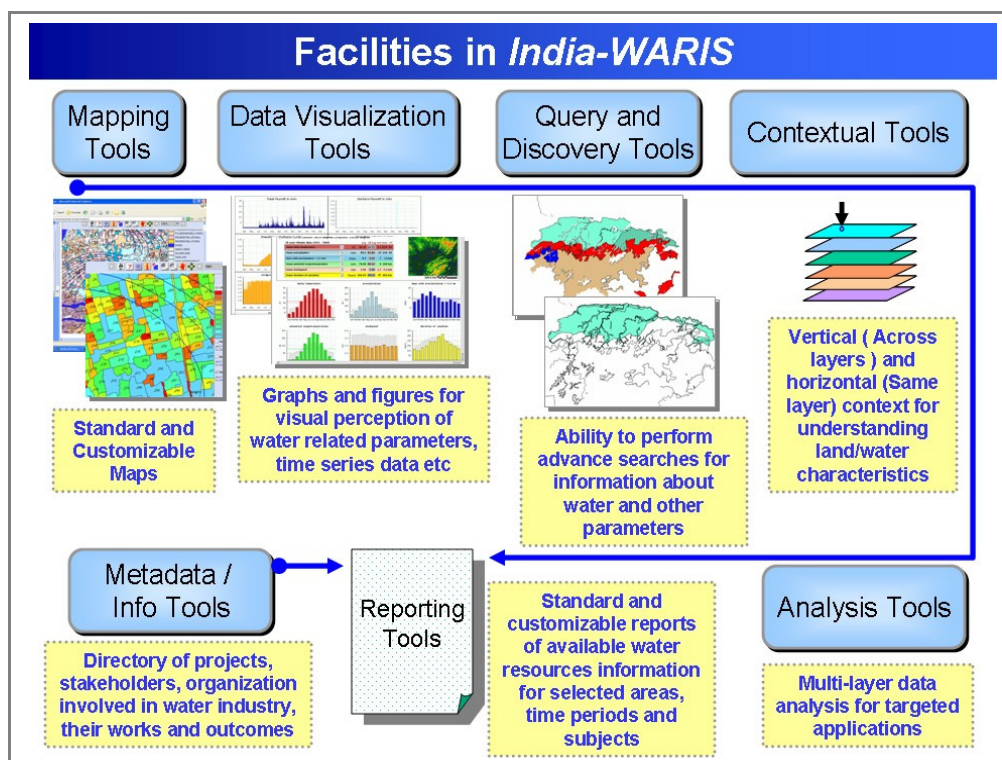 Facilities in India-WARIS
Mapping
Tools
Data Visualization
Tools
Query and
Discovery Tools
Contextual Tools
Standard and
Customizable
Maps
Graphs and figures for
visual perception of
water related parameters,
time series data etc
Ability to perform
advance searches for
information about
water and other
parameters
Vertical ( Across
layers ) and
horizontal (Same
layer) context for
understanding
land/water
characteristics
Metadata /
Info Tools
Directory of projects,
stakeholders, organization
involved in water industry,
their works and outcomes
Reporting
Tools
Standard and
customizable reports
of available water
resources information
for selected areas,
time periods and
subjects
Analysis Tools
Multi-layer data
analysis for targeted
applications